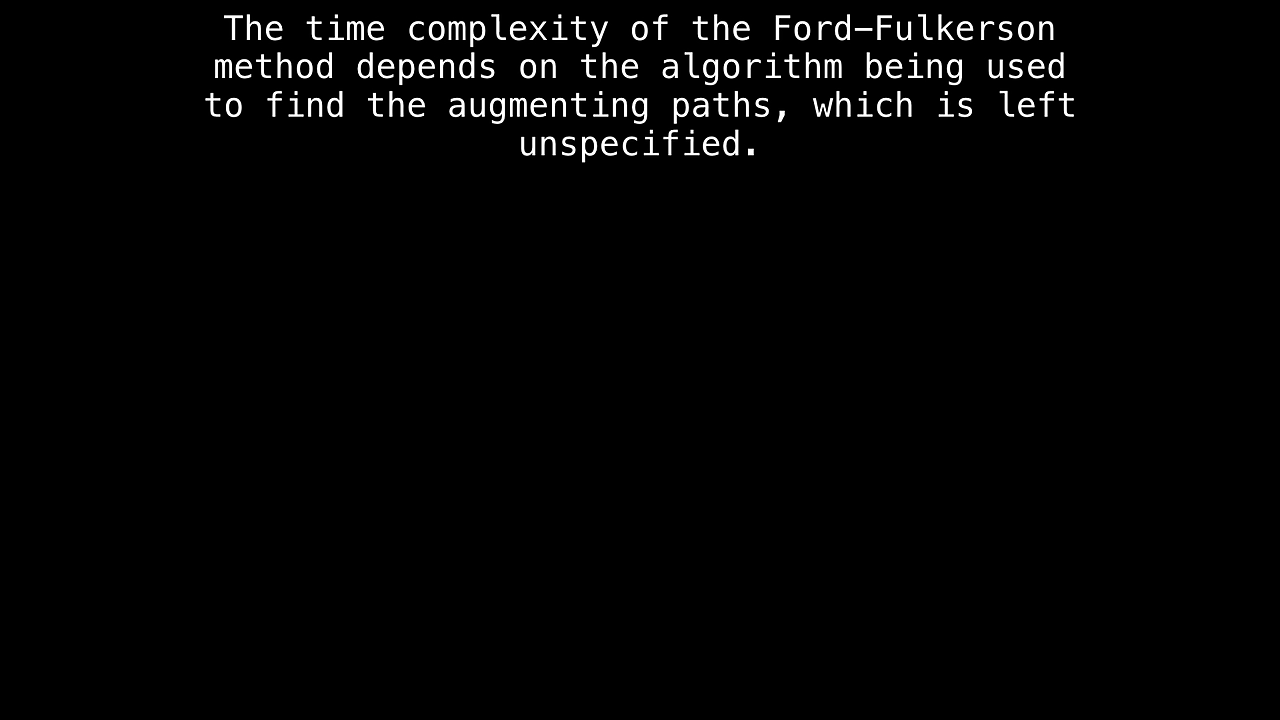 The time complexity of the Ford–Fulkerson
method depends on the algorithm being used
to find the augmenting paths, which is left
unspecified.